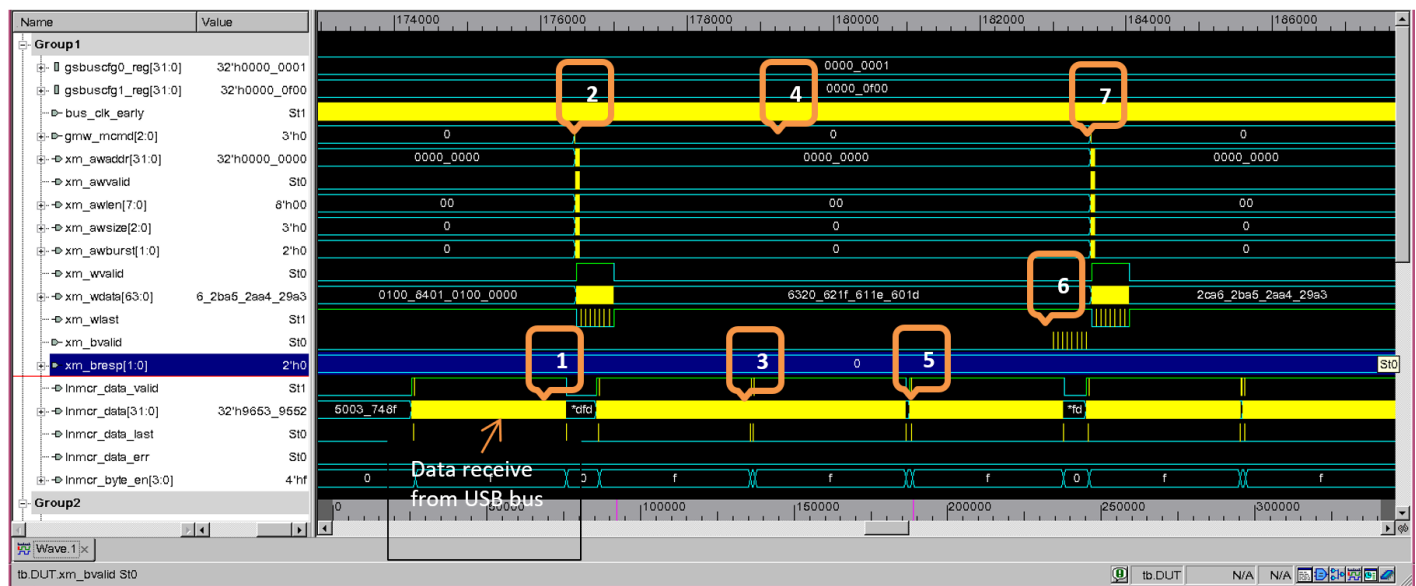 Name Value 174000 176000 178000 180000 182000 184000 186000
Group1
gsbuscfg0_reg[31:0] 32'h0000_0001 0000_0001
gsbuscfg1_reg[31:0] 32'h0000_0f00 0000_0f00
2 4 7
bus_clk_early St1
gmw_mcmd[2:0] 3'h0 0 0 0
xm_awaddr[31:0] 32'h0000_0000 0000_0000 0000_0000 0000_0000
xm_awvalid St0
xm_awlen[7:0] 8'h00 00 00 00
xm_awsize[2:0] 3'h0 0 0 0
xm_awburst[1:0] 2'h0 0 0 0
xm_wvalid St0
6
xm_wdata[63:0] 6_2ba5_2aa4_29a3 0100_8401_0100_0000 6320_621f_611e_601d 2ca6_2ba5_2aa4_29a3
xm_wlast St1
xm_bvalid St0
xm_bresp[1:0] 2'h0 1 3 0 5 St0
lnmcr_data_valid St1
lnmcr_data[31:0] 32'h9653_9552 5003_748f *dfd *fd
lnmcr_data_last St0
lnmcr_data_err St0
Data receive
lnmcr_byte_en[3:0] 4'hf 0 f 0 f f f 0 f f
from USB bus
Group2 0 50000 100000 150000 200000 250000 300000
Wave.1
tb.DUT.xm_bvalid St0 tb.DUT N/A N/A